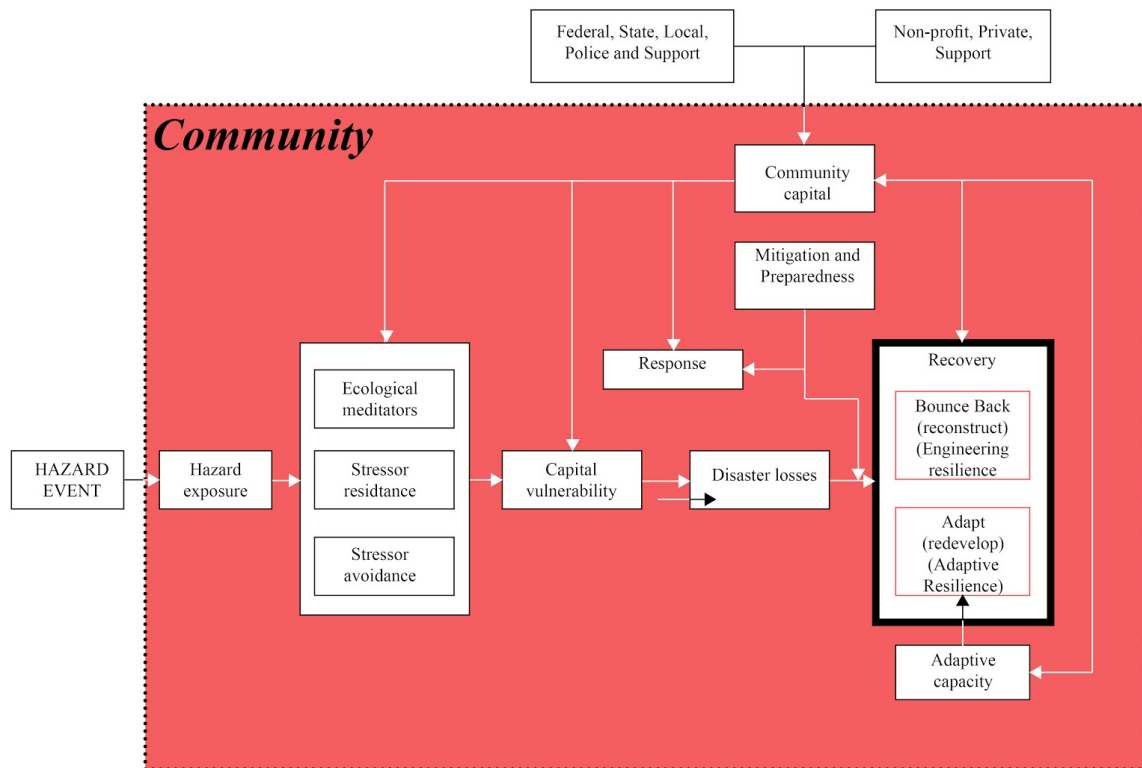 Federal, State, Local,
Police and Support
Non-profit, Private,
Support
Community
Community
capital
Mitigation and
Preparedness
Response
Recovery
Ecological
meditators
Bounce Back
(reconstruct)
(Engineering
resilience
HAZARD
EVENT
Hazard
exposure
Stressor
residtance
Capital
vulnerability
Disaster losses
Stressor
avoidance
Adapt
(redevelop)
(Adaptive
Resilience)
Adaptive
capacity